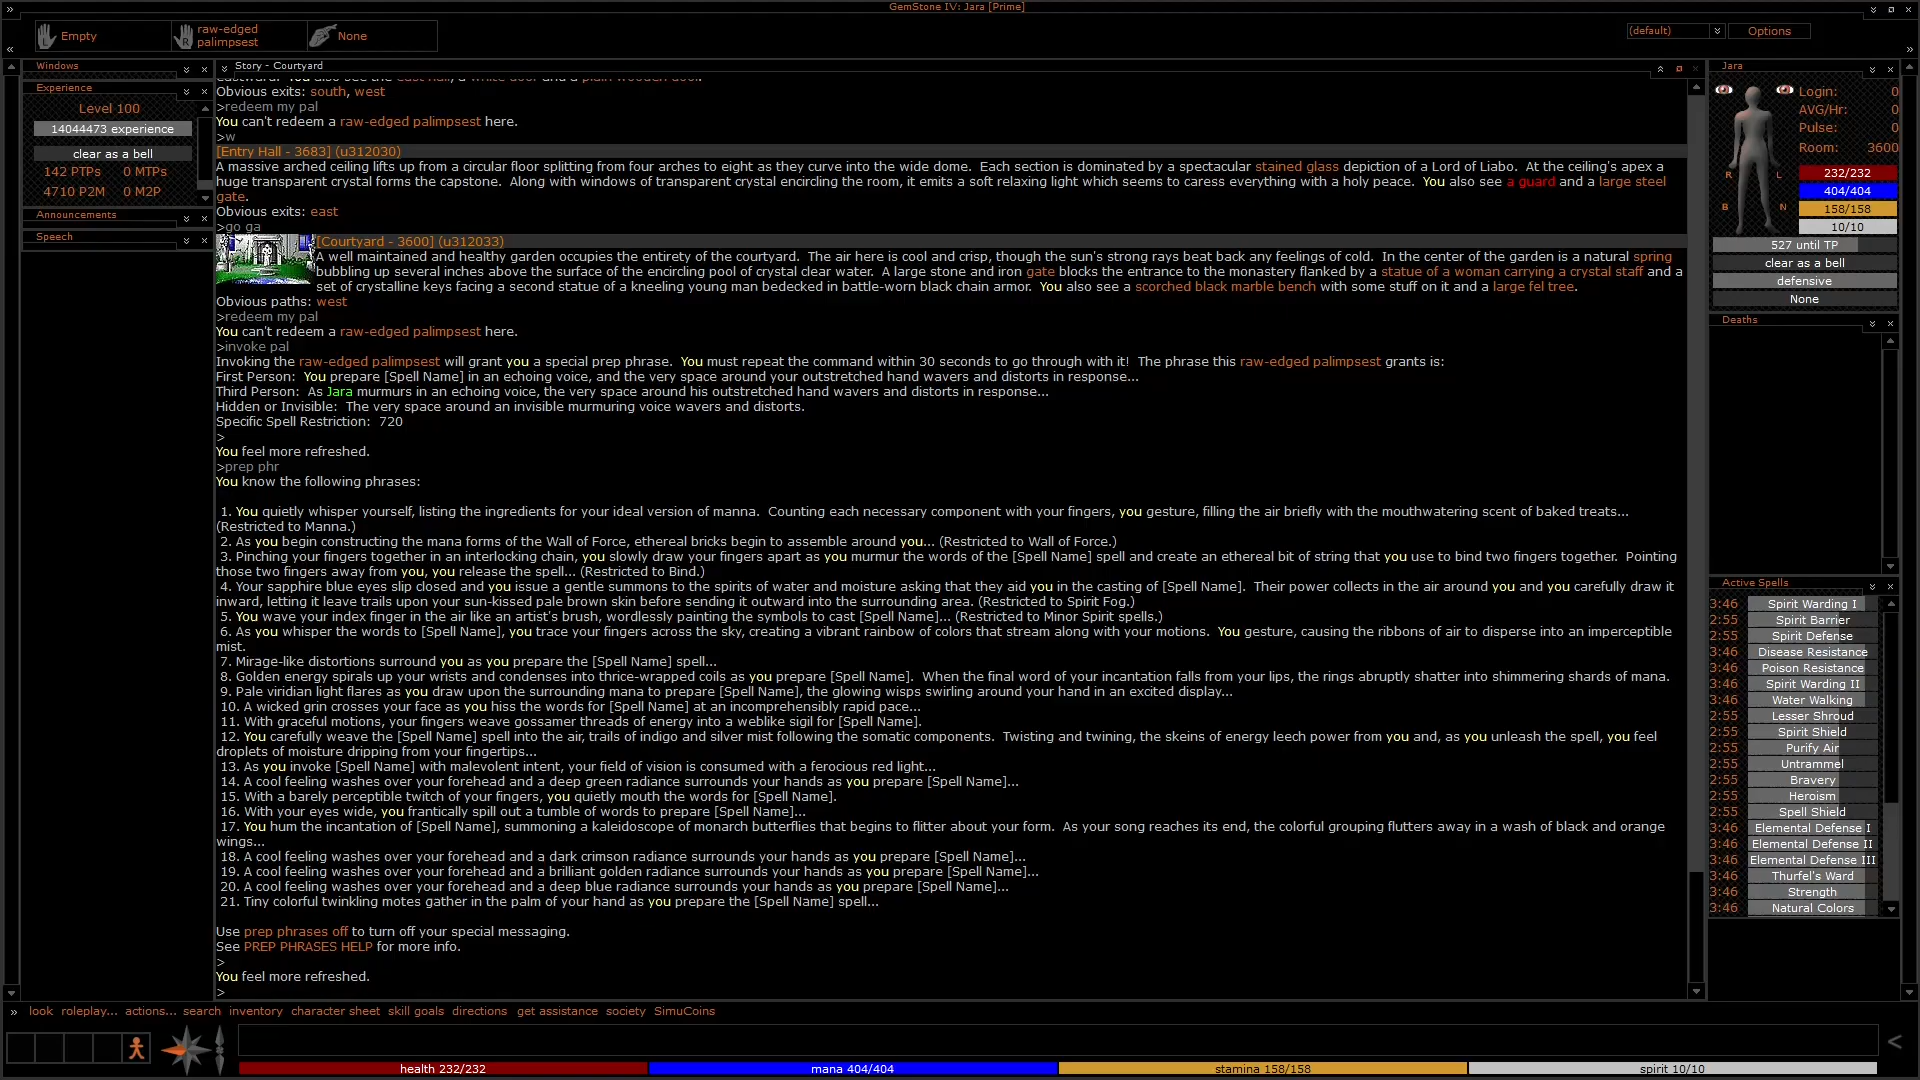 GemStone IV: Jara [Prime]
Empty
raw-edged
palimpsest
None
(default)
Options
Windows
Experience
Level 100
14044473 experience
clear as a bell
142 PTPs 0 MTPs
4710 P2M 0 M2P
Announcements
Speech
Story - Courtyard
Obvious exits: south, west
>redeem my pal
You can't redeem a raw-edged palimpsest here.
>w
[Entry Hall - 3683] (u312030)
A massive arched ceiling lifts up from a circular floor splitting from four arches to eight as they curve into the wide dome. Each section is dominated by a spectacular stained glass depiction of a Lord of Liabo. At the ceiling's apex a
huge transparent crystal forms the capstone. Along with windows of transparent crystal encircling the room, it emits a soft relaxing light which seems to caress everything with a holy peace. You also see a guard and a large steel
gate.
Obvious exits: east
>go ga
[Courtyard - 3600] (u312033)
A well maintained and healthy garden occupies the entirety of the courtyard. The air here is cool and crisp, though the sun's strong rays beat back any feelings of cold. In the center of the garden is a natural spring
bubbling up several inches above the surface of the encircling pool of crystal clear water. A large stone and iron gate blocks the entrance to the monastery flanked by a statue of a woman carrying a crystal staff and a
set of crystalline keys facing a second statue of a kneeling young man bedecked in battle-worn black chain armor. You also see a scorched black marble bench with some stuff on it and a large fel tree.
Obvious paths: west
>redeem my pal
You can't redeem a raw-edged palimpsest here.
>invoke pal
Invoking the raw-edged palimpsest will grant you a special prep phrase. You must repeat the command within 30 seconds to go through with it! The phrase this raw-edged palimpsest grants is:
First Person: You prepare [Spell Name] in an echoing voice, and the very space around your outstretched hand wavers and distorts in response...
Third Person: As Jara murmurs in an echoing voice, the very space around his outstretched hand wavers and distorts in response...
Hidden or Invisible: The very space around an invisible murmuring voice wavers and distorts.
Specific Spell Restriction: 720
>
You feel more refreshed.
>prep phr
You know the following phrases:
1. You quietly whisper yourself, listing the ingredients for your ideal version of manna. Counting each necessary component with your fingers, you gesture, filling the air briefly with the mouthwatering scent of baked treats...
(Restricted to Manna.)
2. As you begin constructing the mana forms of the Wall of Force, ethereal bricks begin to assemble around you... (Restricted to Wall of Force.)
3. Pinching your fingers together in an interlocking chain, you slowly draw your fingers apart as you murmur the words of the [Spell Name] spell and create an ethereal bit of string that you use to bind two fingers together. Pointing
those two fingers away from you, you release the spell... (Restricted to Bind.)
4. Your sapphire blue eyes slip closed and you issue a gentle summons to the spirits of water and moisture asking that they aid you in the casting of [Spell Name]. Their power collects in the air around you and you carefully draw it
inward, letting it leave trails upon your sun-kissed pale brown skin before sending it outward into the surrounding area. (Restricted to Spirit Fog.)
5. You wave your index finger in the air like an artist's brush, wordlessly painting the symbols to cast [Spell Name]... (Restricted to Minor Spirit spells.)
6. As you whisper the words to [Spell Name], you trace your fingers across the sky, creating a vibrant rainbow of colors that stream along with your motions. You gesture, causing the ribbons of air to disperse into an imperceptible
mist.
7. Mirage-like distortions surround you as you prepare the [Spell Name] spell...
8. Golden energy spirals up your wrists and condenses into thrice-wrapped coils as you prepare [Spell Name]. When the final word of your incantation falls from your lips, the rings abruptly shatter into shimmering shards of mana.
9. Pale viridian light flares as you draw upon the surrounding mana to prepare [Spell Name], the glowing wisps swirling around your hand in an excited display...
10. A wicked grin crosses your face as you hiss the words for [Spell Name] at an incomprehensibly rapid pace...
11. With graceful motions, your fingers weave gossamer threads of energy into a weblike sigil for [Spell Name].
12. You carefully weave the [Spell Name] spell into the air, trails of indigo and silver mist following the somatic components. Twisting and twining, the skeins of energy leech power from you and, as you unleash the spell, you feel
droplets of moisture dripping from your fingertips...
13. As you invoke [Spell Name] with malevolent intent, your field of vision is consumed with a ferocious red light...
14. A cool feeling washes over your forehead and a deep green radiance surrounds your hands as you prepare [Spell Name]...
15. With a barely perceptible twitch of your fingers, you quietly mouth the words for [Spell Name].
16. With your eyes wide, you frantically spill out a tumble of words to prepare [Spell Name]...
17. You hum the incantation of [Spell Name], summoning a kaleidoscope of monarch butterflies that begins to flitter about your form. As your song reaches its end, the colorful grouping flutters away in a wash of black and orange
wings...
18. A cool feeling washes over your forehead and a dark crimson radiance surrounds your hands as you prepare [Spell Name]...
19. A cool feeling washes over your forehead and a brilliant golden radiance surrounds your hands as you prepare [Spell Name]...
20. A cool feeling washes over your forehead and a deep blue radiance surrounds your hands as you prepare [Spell Name]...
21. Tiny colorful twinkling motes gather in the palm of your hand as you prepare the [Spell Name] spell...
Use prep phrases off to turn off your special messaging.
See PREP PHRASES HELP for more info.
>
You feel more refreshed.
>
Jara
Login: 0
AVG/Hr: 0
Pulse: 0
Room: 3600
R L
B N
232/232
404/404
158/158
10/10
527 until TP
clear as a bell
defensive
None
Deaths
Active Spells
3:46 Spirit Warding I
2:55 Spirit Barrier
2:55 Spirit Defense
3:46 Disease Resistance
3:46 Poison Resistance
3:46 Spirit Warding II
3:46 Water Walking
2:55 Lesser Shroud
2:55 Spirit Shield
2:55 Purify Air
2:55 Untrammel
2:55 Bravery
2:55 Heroism
2:55 Spell Shield
3:46 Elemental Defense I
3:46 Elemental Defense II
3:46 Elemental Defense III
3:46 Thurfel's Ward
3:46 Strength
3:46 Natural Colors
look roleplay... actions... search inventory character sheet skill goals directions get assistance society SimuCoins
health 232/232
mana 404/404
stamina 158/158
spirit 10/10